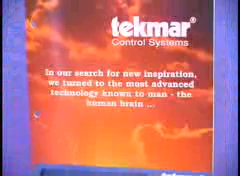 tekmar®
Control Systems
In our search for new inspiration,
we turned to the most advanced
technology known to man - the
human brain ...